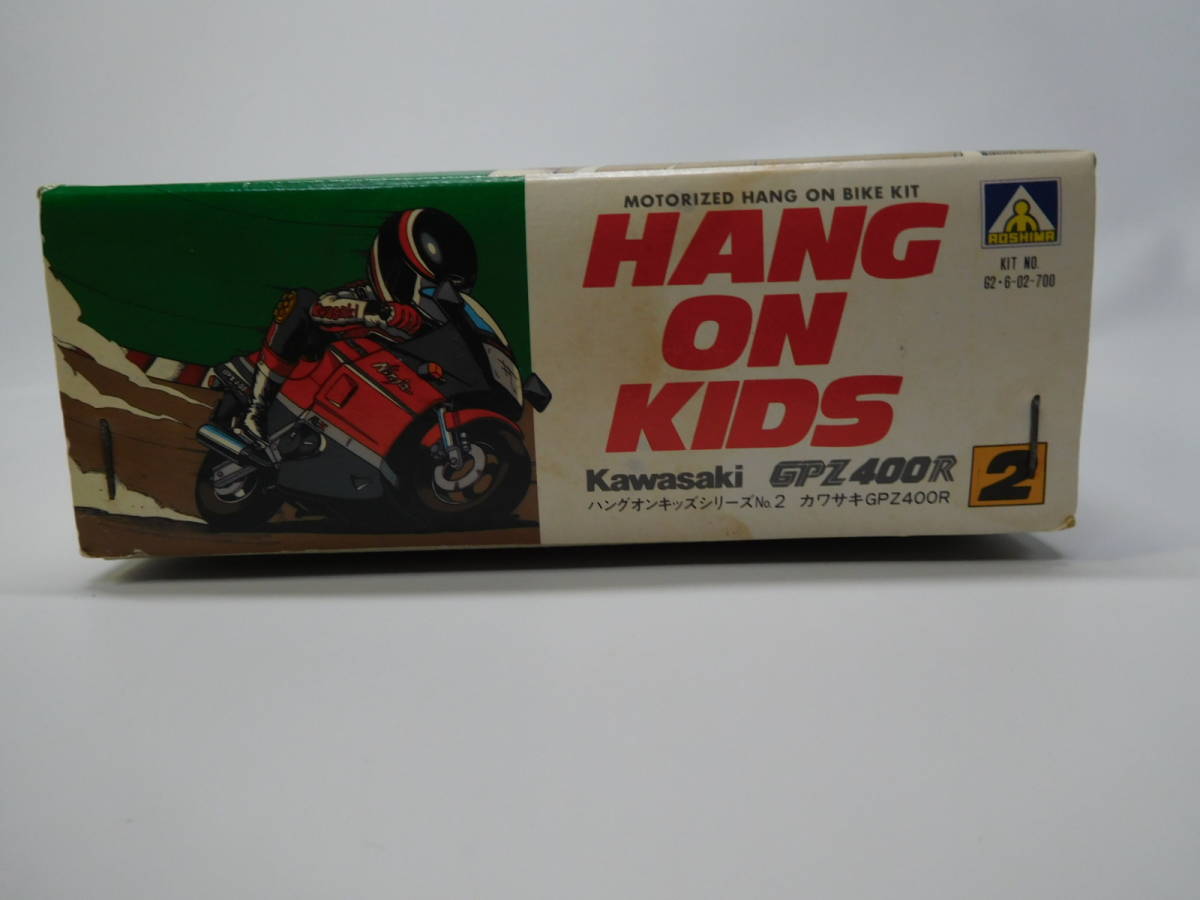 MOTORIZED HANG ON BIKE KIT
HANG
ON
KIDS
AOSHIMA
KIT NO.
G2・6-02-700
Kawasaki GPZ400R
ハングオンキッズシリーズNo.2 カワサキGPZ400R
2
Ninja